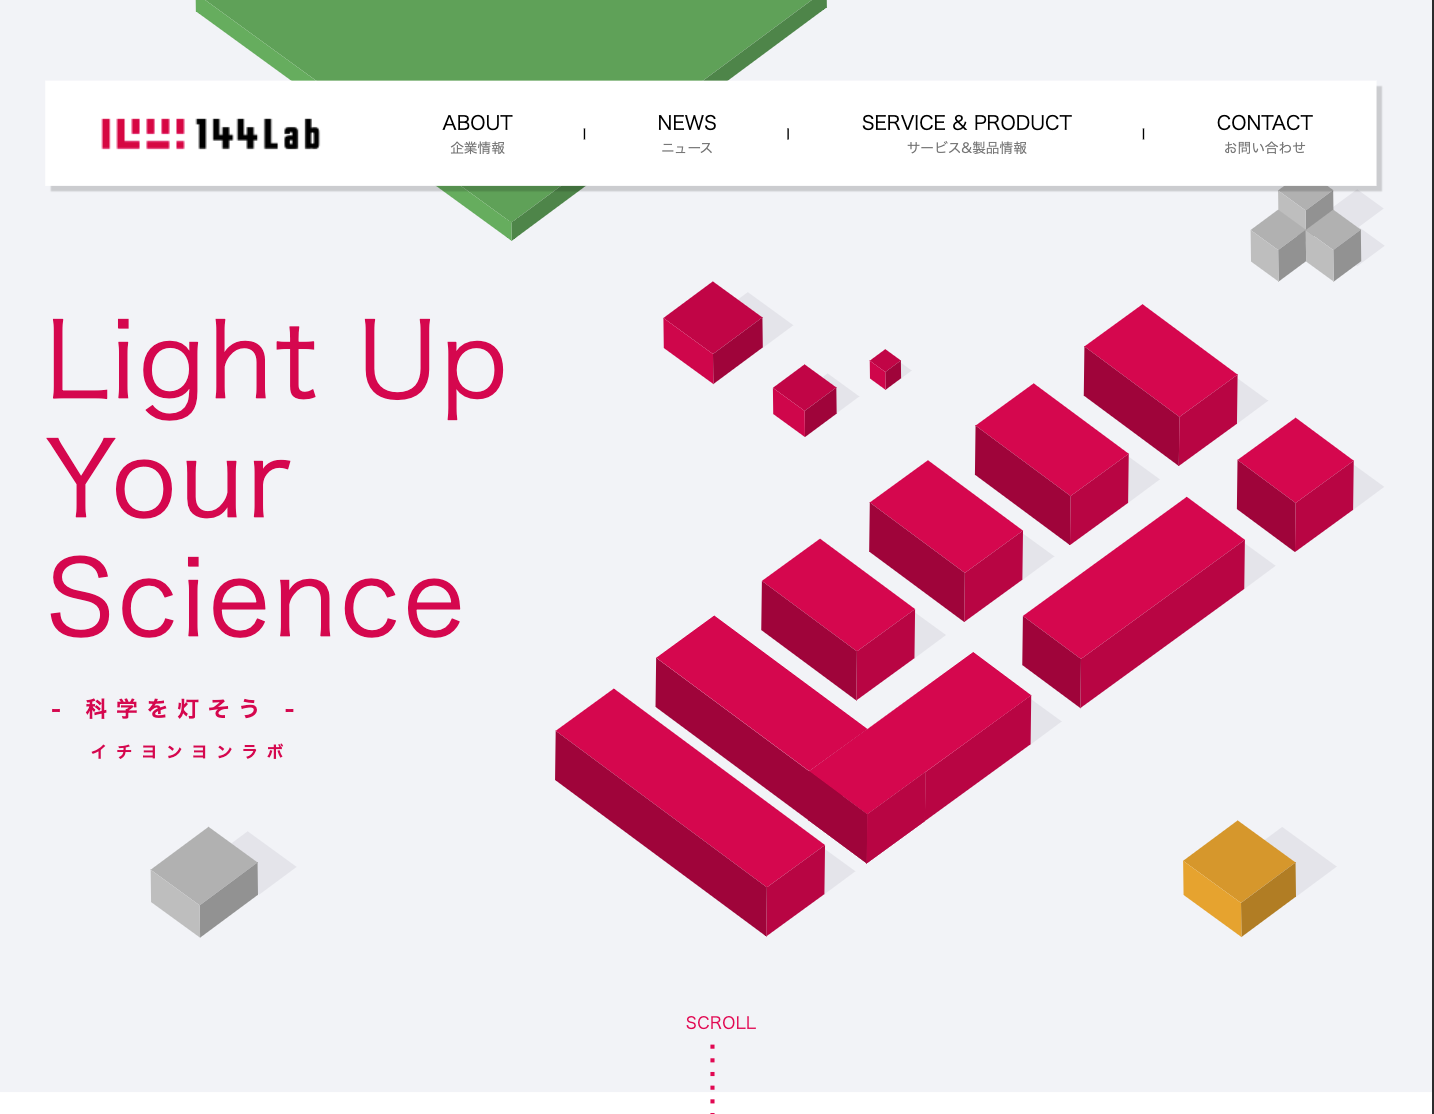 144Lab
ABOUT
企業情報
NEWS
ニュース
SERVICE & PRODUCT
サービス&製品情報
CONTACT
お問い合わせ
Light Up
Your
Science
- 科学を灯そう -
イチヨンヨンラボ
SCROLL